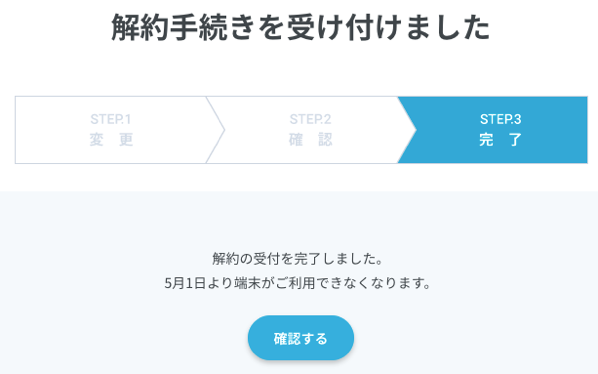 解約手続きを受け付けました
STEP.1
変 更
STEP.2
確 認
STEP.3
完 了
解約の受付を完了しました。
5月1日より端末がご利用できなくなります。
確認する